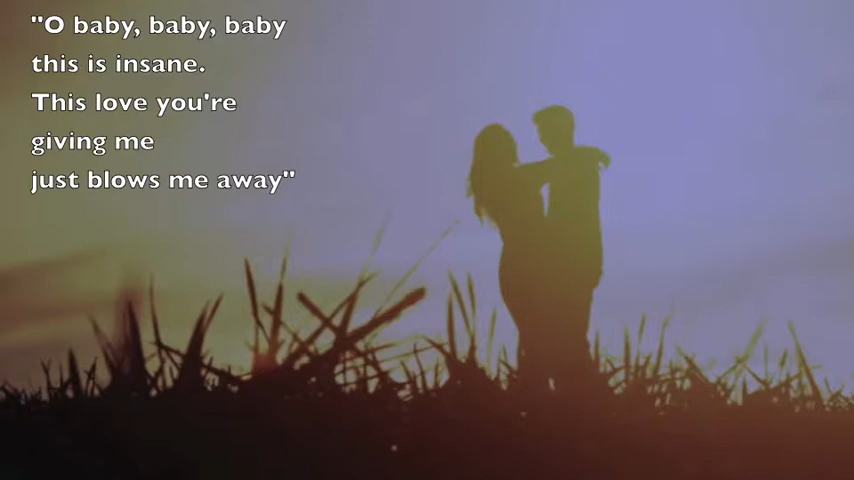 "O baby, baby, baby
this is insane.
This love you're
giving me
just blows me away"